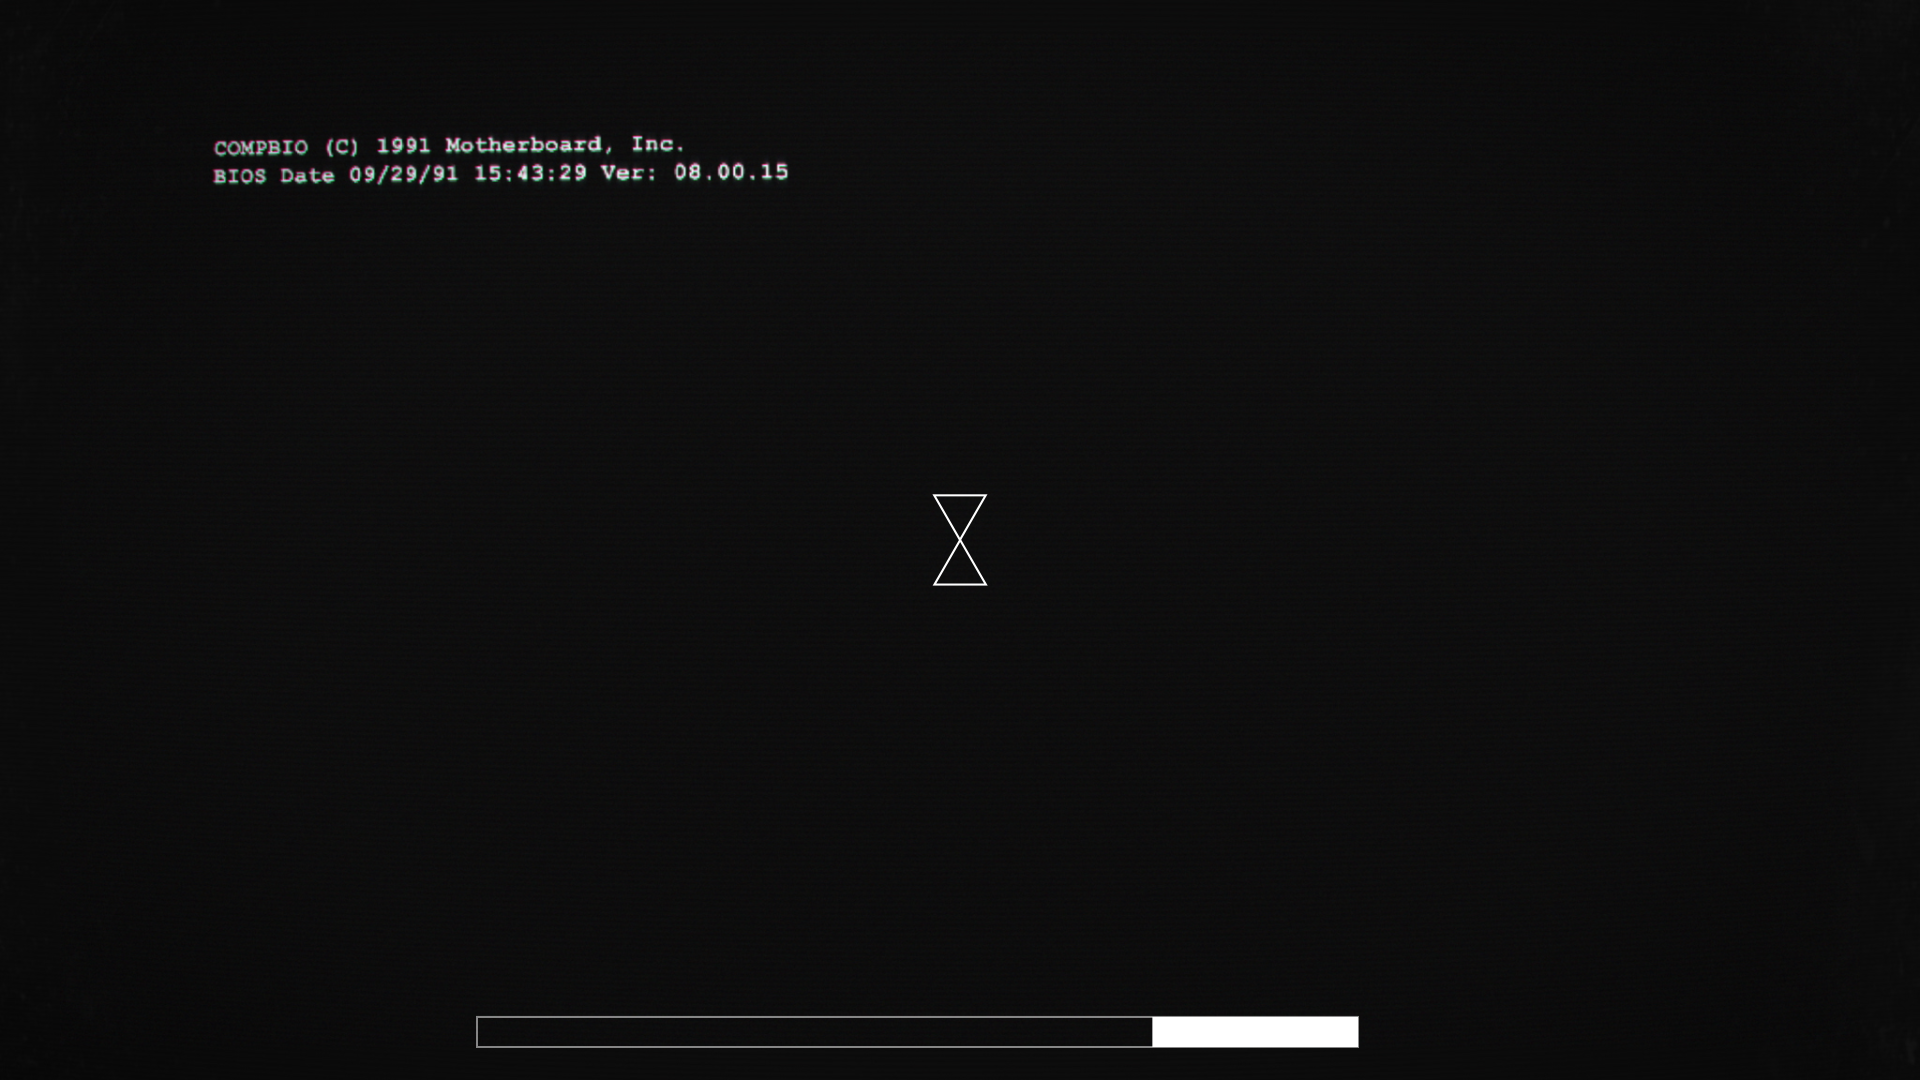 COMPBIO (C) 1991 Motherboard, Inc.
BIOS Date 09/29/91 15:43:29 Ver: 08.00.15